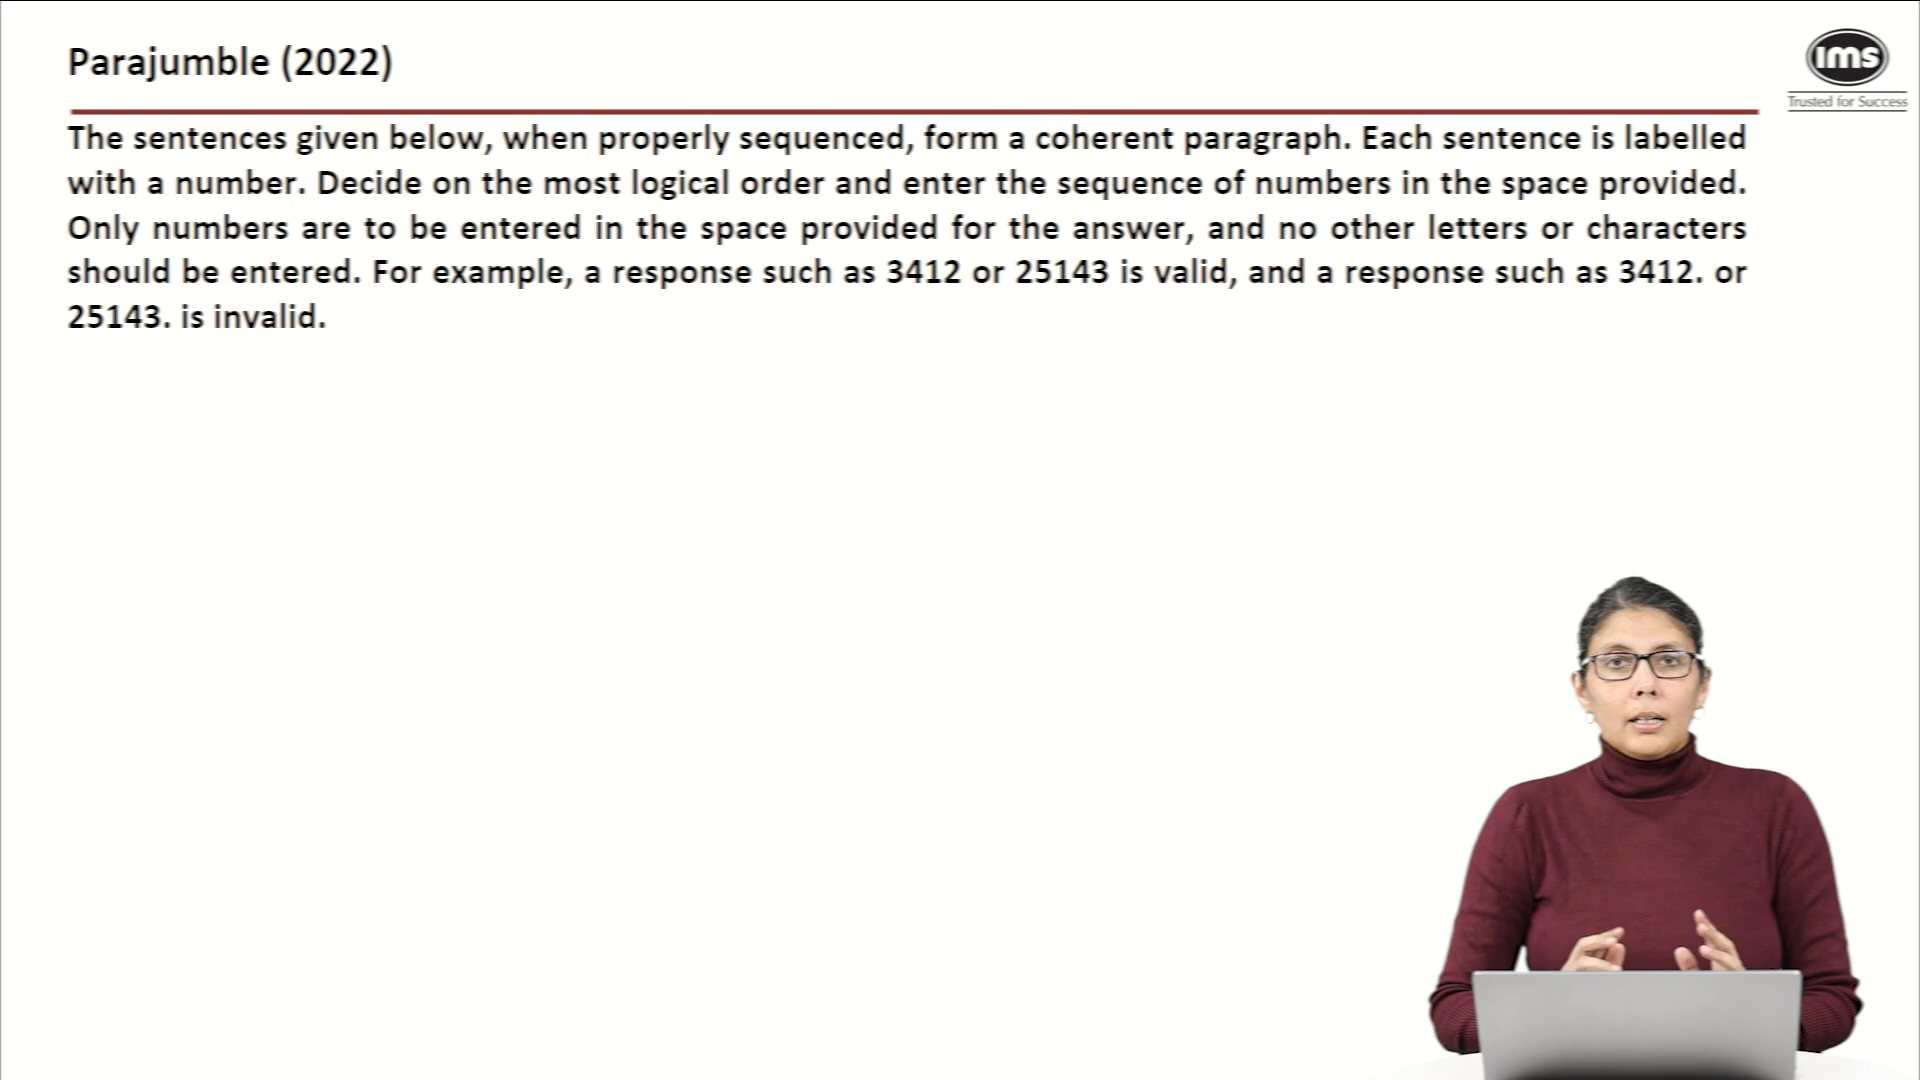 Parajumble (2022)
ims
Trusted for Success
The sentences given below, when properly sequenced, form a coherent paragraph. Each sentence is labelled
with a number. Decide on the most logical order and enter the sequence of numbers in the space provided.
Only numbers are to be entered in the space provided for the answer, and no other letters or characters
should be entered. For example, a response such as 3412 or 25143 is valid, and a response such as 3412. or
25143. is invalid.